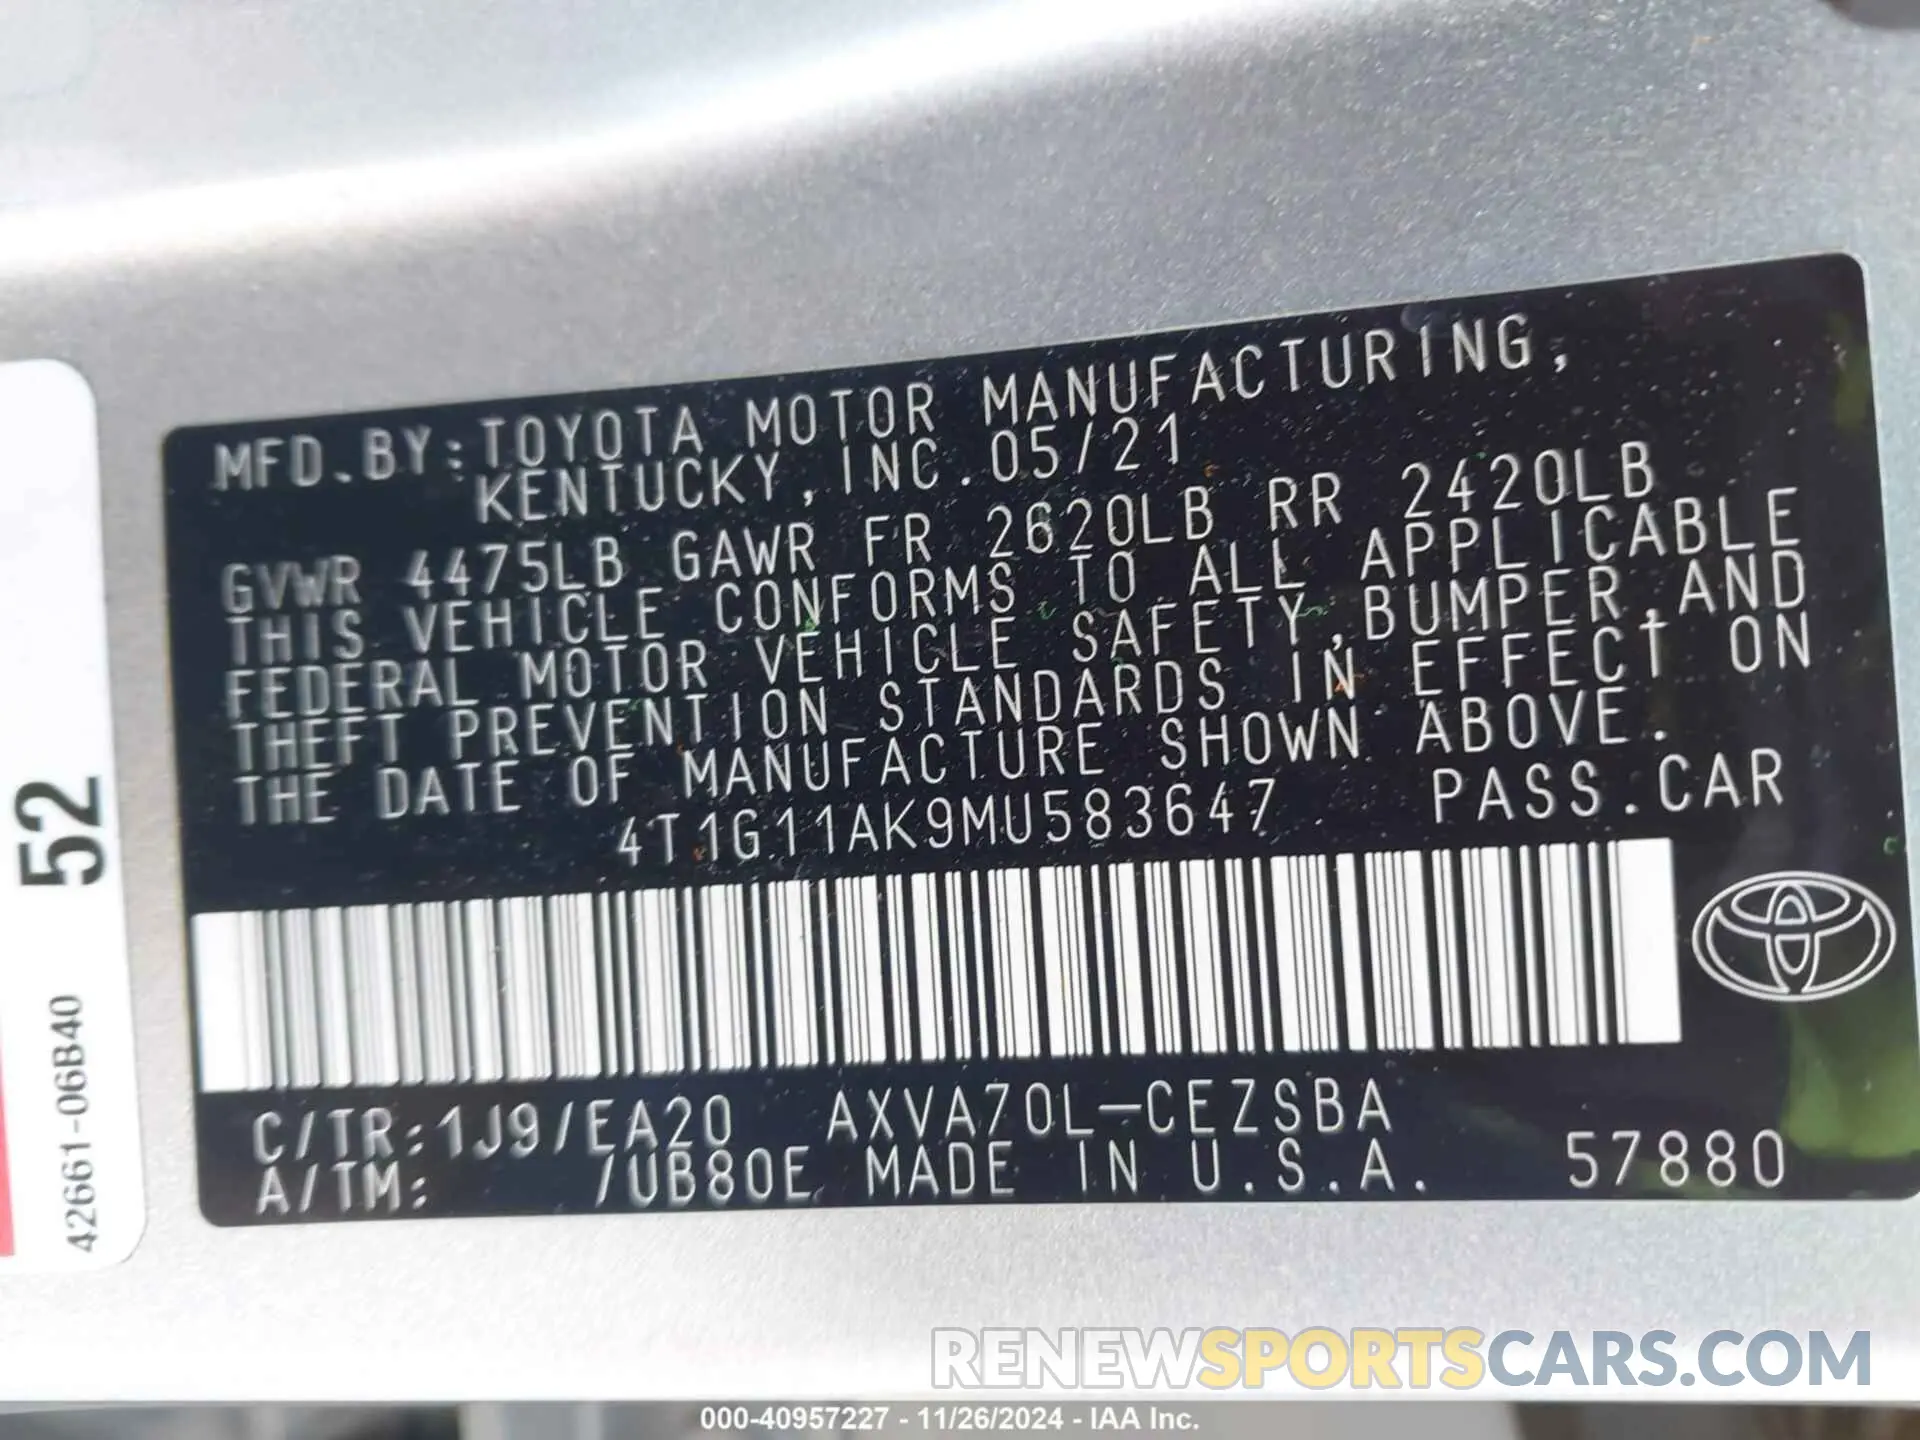 MFD.BY:TOYOTA MOTOR MANUFACTURING,
KENTUCKY,INC.05/21
GVWR 4475LB GAWR FR 2620LB RR 2420LB
THIS VEHICLE CONFORMS TO ALL APPLICABLE
FEDERAL MOTOR VEHICLE SAFETY,BUMPER,AND
THEFT PREVENTION STANDARDS IN EFFECT ON
THE DATE OF MANUFACTURE SHOWN ABOVE.
4T1G11AK9MU583647 PASS.CAR
C/TR:1J9/EA20 AXVA70L-CEZSBA
A/TM: /UB80E MADE IN U.S.A. 57880
52
42661-06B40
RENEWSPORTSCARS.COM
000-40957227 - 11/26/2024 - IAA Inc.